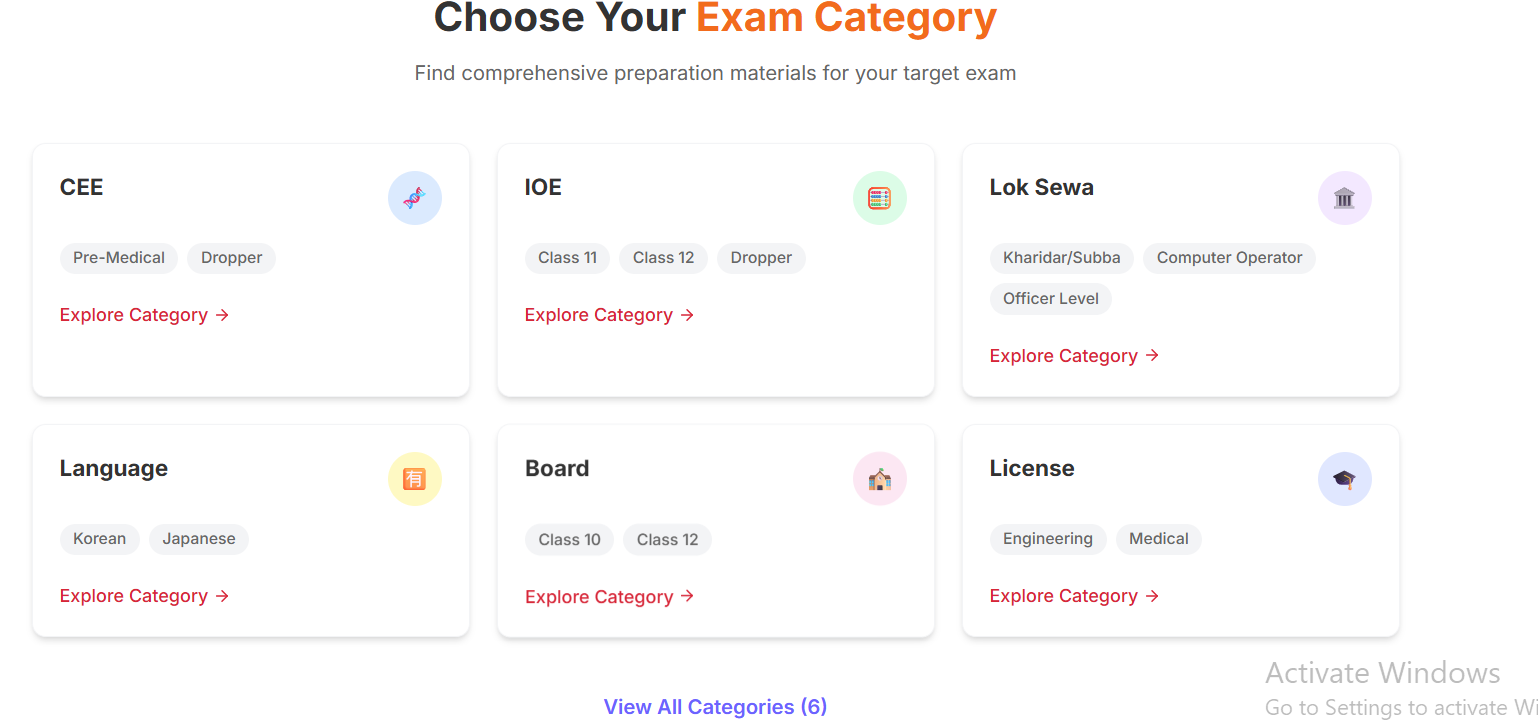 Choose Your Exam Category
Find comprehensive preparation materials for your target exam
CEE
Pre-Medical Dropper
Explore Category →
IOE
Class 11 Class 12 Dropper
Explore Category →
Lok Sewa
Kharidar/Subba Computer Operator
Officer Level
Explore Category →
Language
有
Korean Japanese
Explore Category →
Board
Class 10 Class 12
Explore Category →
License
Engineering Medical
Explore Category →
View All Categories (6)
Activate Windows
Go to Settings to activate Wi